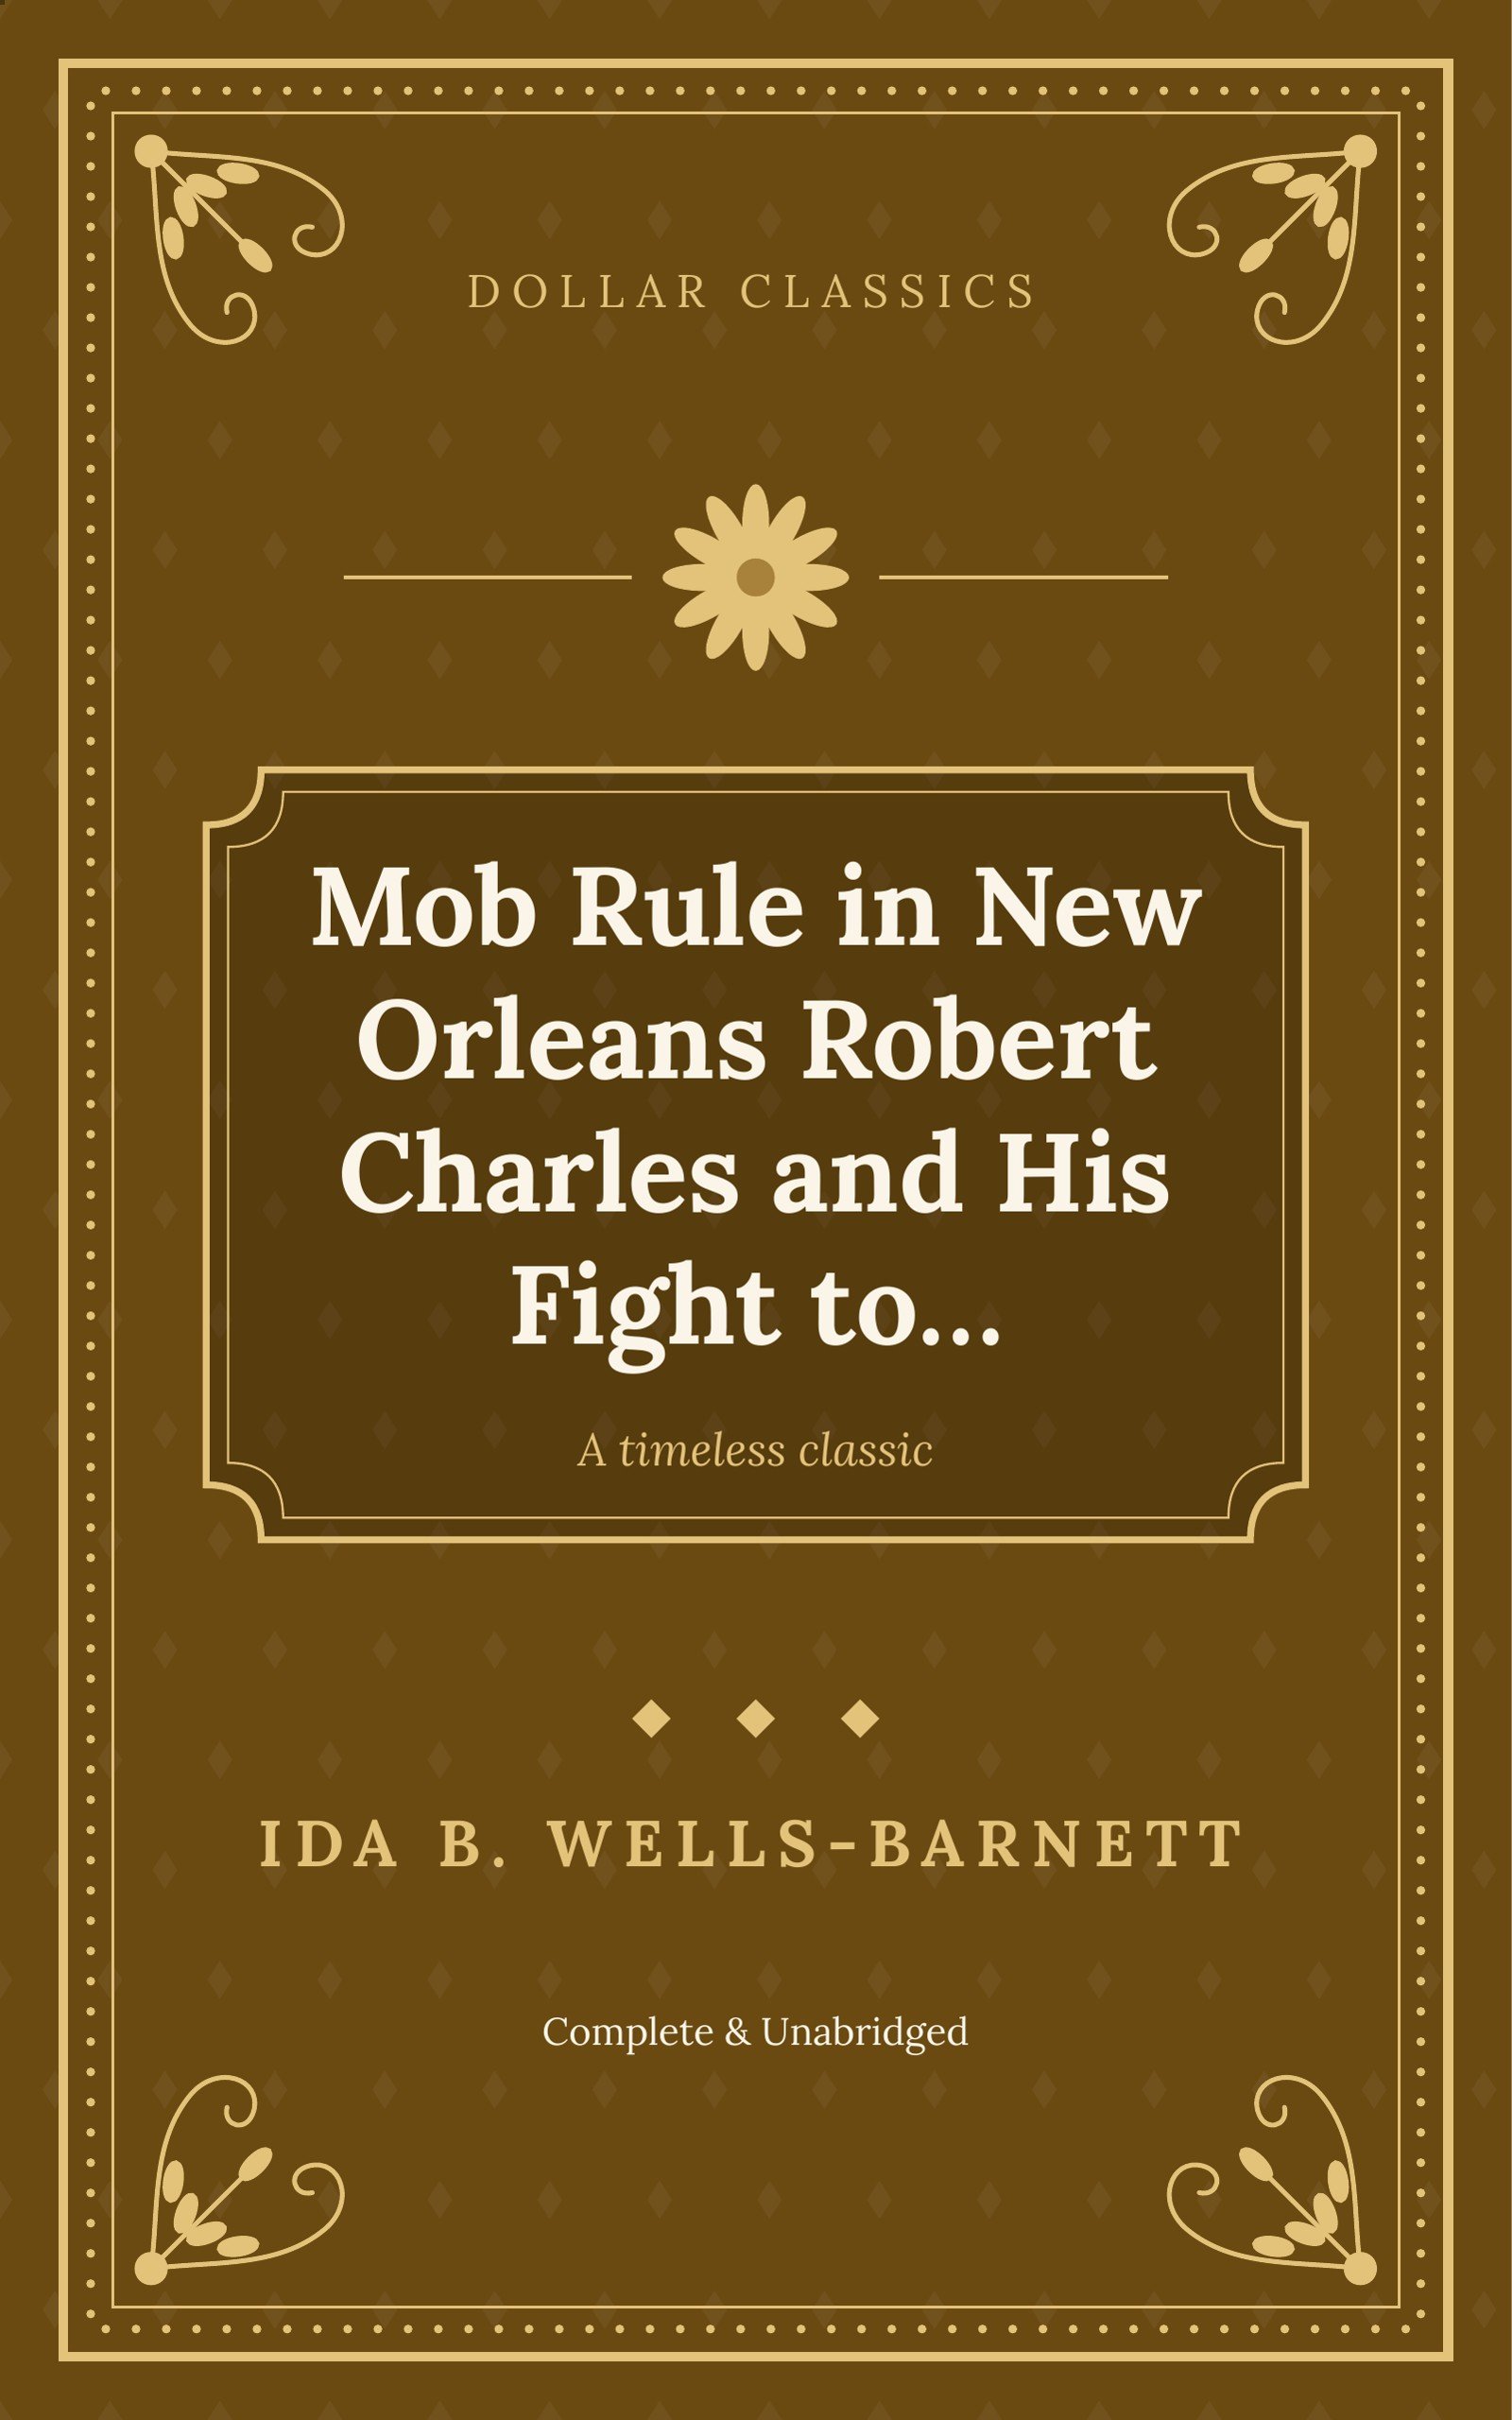 DOLLAR CLASSICS
Mob Rule in New
Orleans Robert
Charles and His
Fight to...
A timeless classic
IDA B. WELLS-BARNETT
Complete & Unabridged